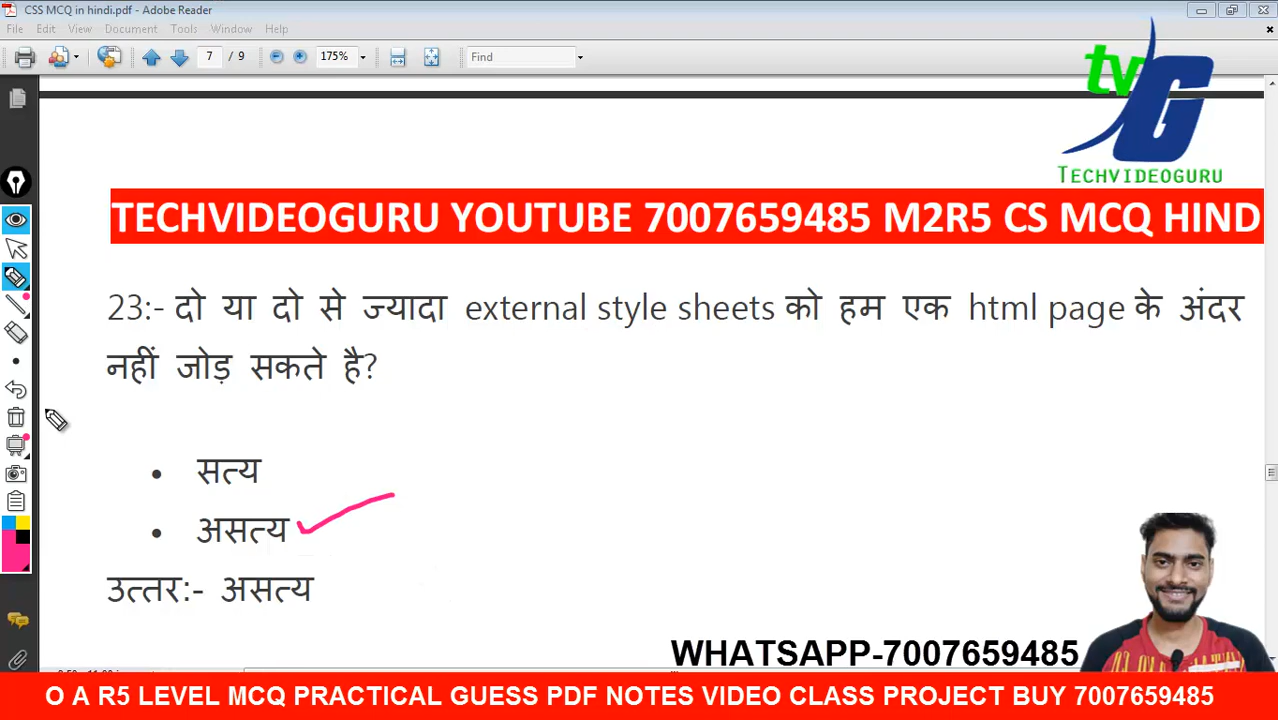 CSS MCQ in hindi.pdf - Adobe Reader
File Edit View Document Tools Window Help
7 / 9 175% Find
tvG
TECHVIDEOGURU
TECHVIDEOGURU YOUTUBE 7007659485 M2R5 CS MCQ HIND
23:- दो या दो से ज्यादा external style sheets को हम एक html page के अंदर
नहीं जोड़ सकते है?
• सत्य
• असत्य
उत्तर:- असत्य
WHATSAPP-7007659485
O A R5 LEVEL MCQ PRACTICAL GUESS PDF NOTES VIDEO CLASS PROJECT BUY 7007659485